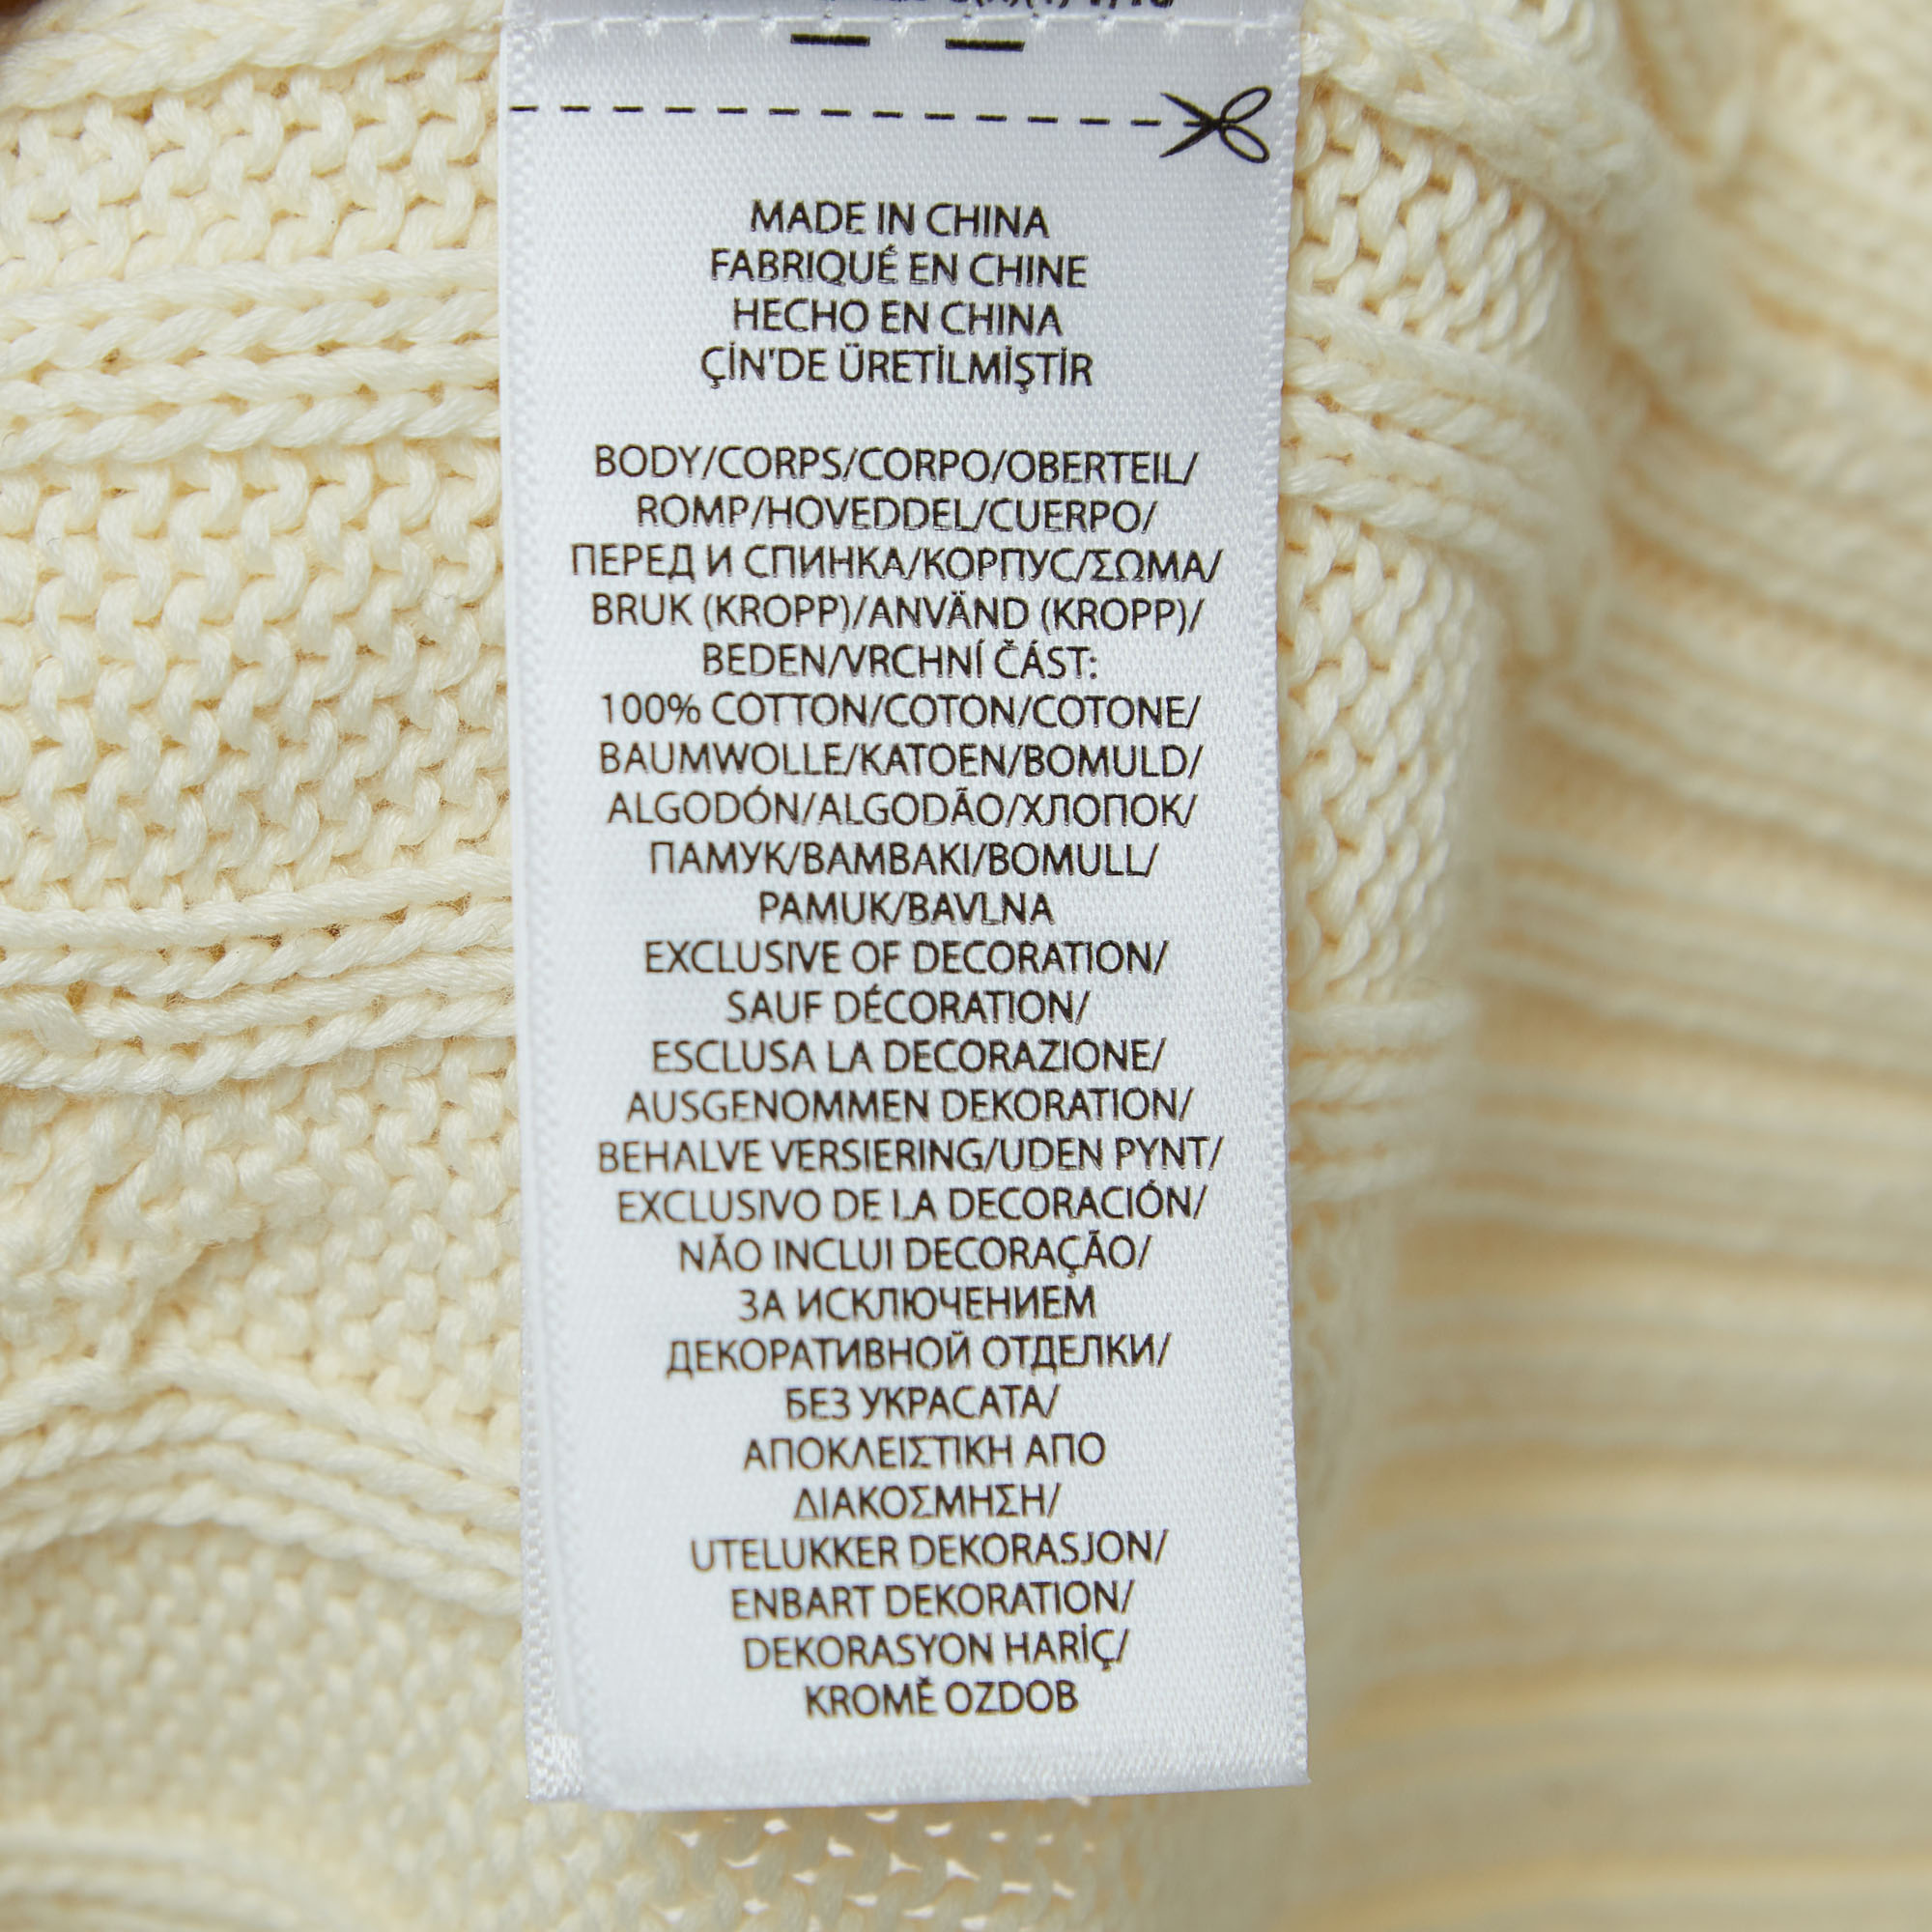 MADE IN CHINA
FABRIQUÉ EN CHINE
HECHO EN CHINA
ÇİN'DE ÜRETİLMİŞTİR
BODY/CORPS/CORPO/OBERTEIL/
ROMP/HOVEDDEL/CUERPO/
ПЕРЕД И СПИНКА/КОРПУС/ΣΩΜΑ/
BRUK (KROPP)/ANVÄND (KROPP)/
BEDEN/VRCHNÍ ČÁST:
100% COTTON/COTON/COTONE/
BAUMWOLLE/KATOEN/BOMULD/
ALGODÓN/ALGODÃO/ХЛОПОК/
ПАМУК/ΒΑΜΒΑΚΙ/BOMULL/
PAMUK/BAVLNA
EXCLUSIVE OF DECORATION/
SAUF DÉCORATION/
ESCLUSA LA DECORAZIONE/
AUSGENOMMEN DEKORATION/
BEHALVE VERSIERING/UDEN PYNT/
EXCLUSIVO DE LA DECORACIÓN/
NÃO INCLUI DECORAÇÃO/
ЗА ИСКЛЮЧЕНИЕМ
ДЕКОРАТИВНОЙ ОТДЕЛКИ/
БЕЗ УКРАСАТА/
ΑΠΟΚΛΕΙΣΤΙΚΗ ΑΠΟ
ΔΙΑΚΟΣΜΗΣΗ/
UTELUKKER DEKORASJON/
ENBART DEKORATION/
DEKORASYON HARİÇ/
KROMĚ OZDOB